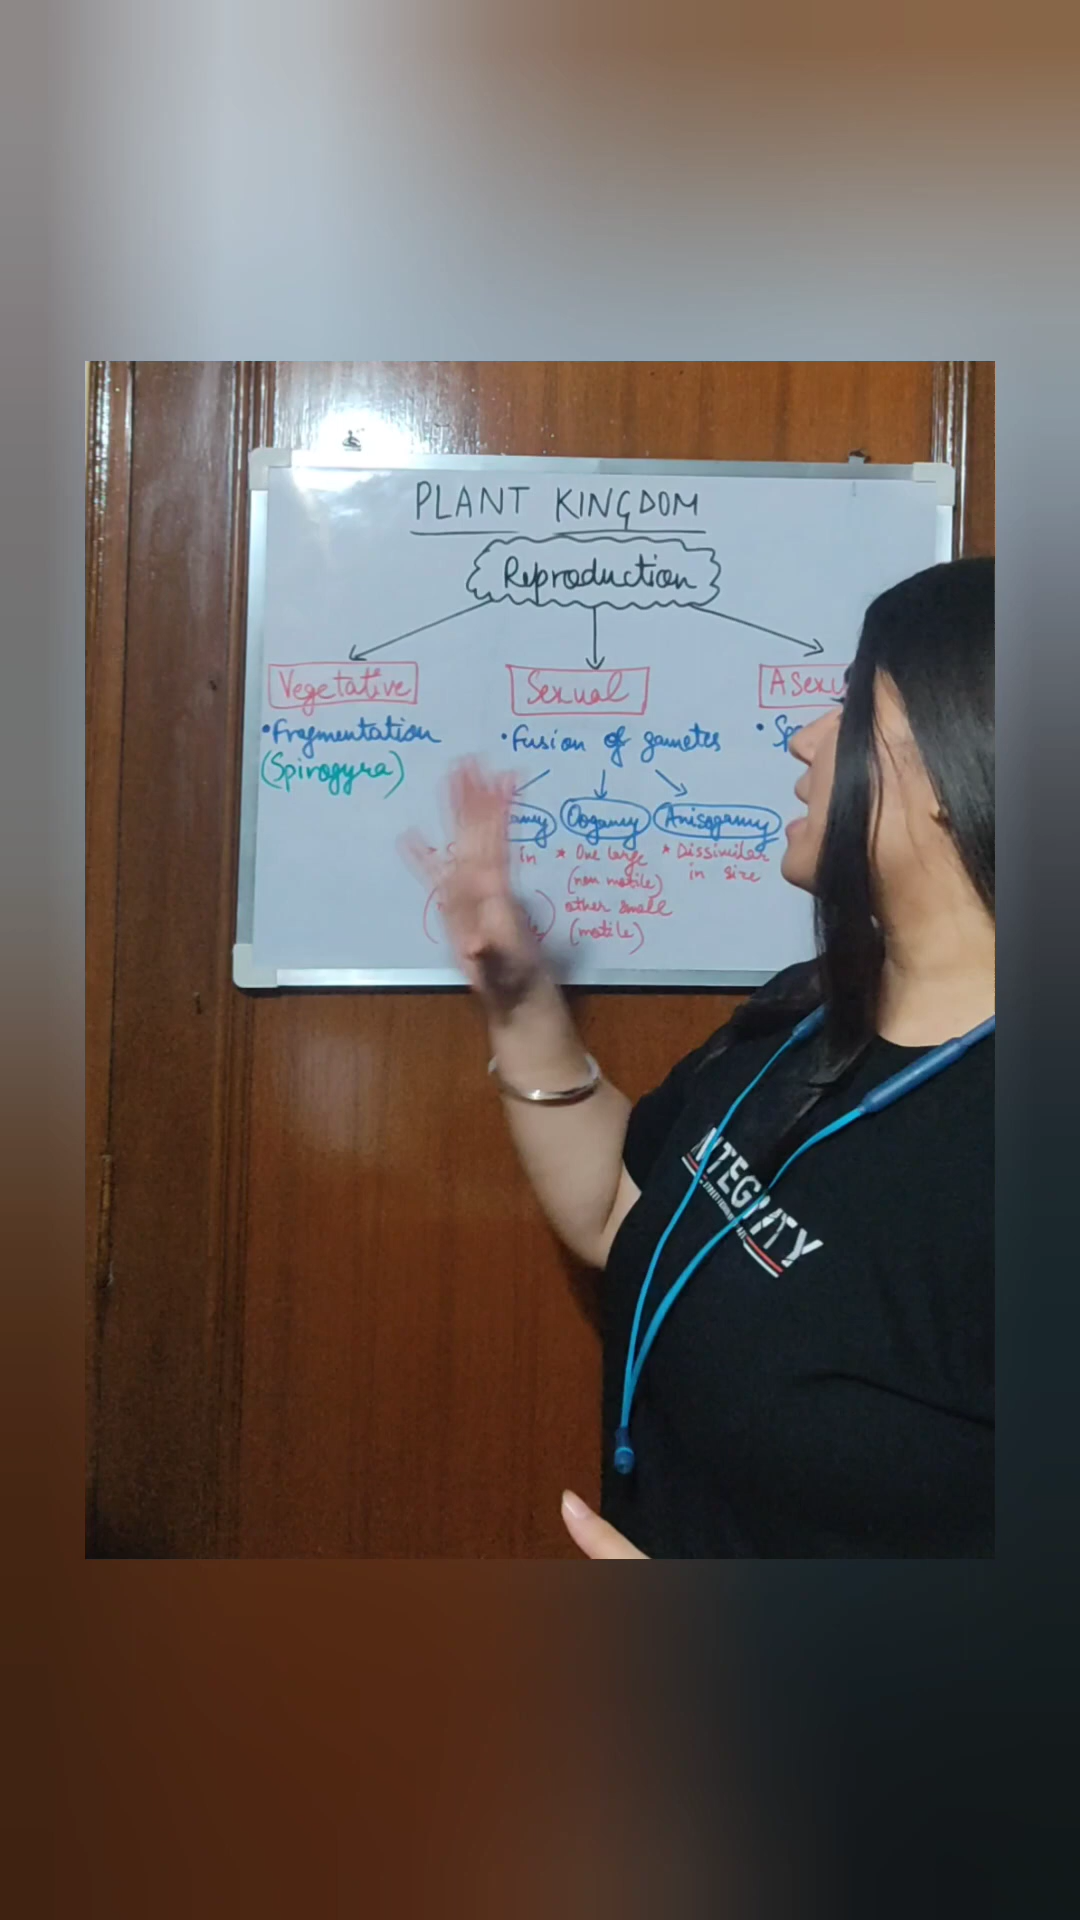 PLANT KINGDOM
Reproduction
Vegetative
Sexual
• Fragmentation
(Spirogyra)
• Fusion of gametes
Oogamy
Anisogamy
in
* One large
(non motile)
other small
(motile)
* Dissimilar
in size
INTEGRITY